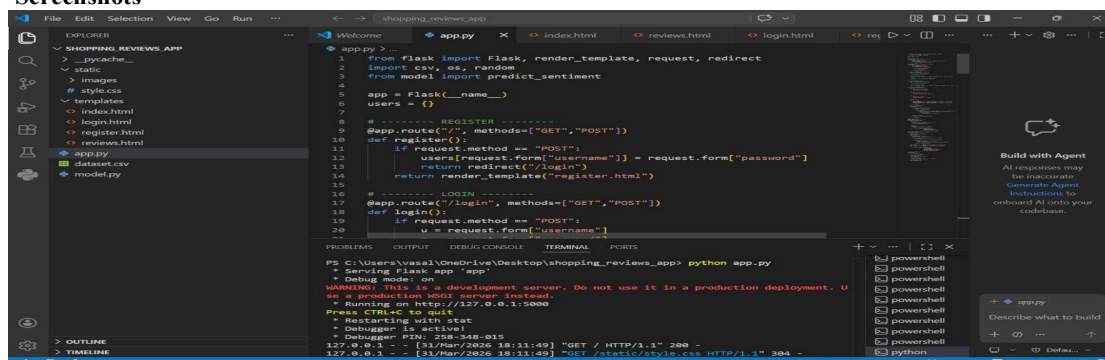 Screenshots
File Edit Selection View Go Run ...
shopping_reviews_app
EXPLORER
SHOPPING_REVIEWS_APP
__pycache__
static
images
# style.css
templates
index.html
login.html
register.html
reviews.html
app.py
dataset.csv
model.py
OUTLINE
TIMELINE
Welcome
app.py
index.html
reviews.html
login.html
app.py > ...
1 from flask import Flask, render_template, request, redirect
2 import csv, os, random
3 from model import predict_sentiment
4
5 app = Flask(__name__)
6 users = {}
7
8 # -------- REGISTER --------
9 @app.route("/", methods=["GET","POST"])
10 def register():
11 if request.method == "POST":
12 users[request.form["username"]] = request.form["password"]
13 return redirect("/login")
14 return render_template("register.html")
15
16 # -------- LOGIN --------
17 @app.route("/login", methods=["GET","POST"])
18 def login():
19 if request.method == "POST":
20 u = request.form["username"]
PROBLEMS OUTPUT DEBUG CONSOLE TERMINAL PORTS
PS C:\Users\vasal\OneDrive\Desktop\shopping_reviews_app> python app.py
* Serving Flask app 'app'
* Debug mode: on
WARNING: This is a development server. Do not use it in a production deployment. U
se a production WSGI server instead.
* Running on http://127.0.0.1:5000
Press CTRL+C to quit
* Restarting with stat
* Debugger is active!
* Debugger PIN: 258-348-015
127.0.0.1 - - [31/Mar/2026 18:11:49] "GET / HTTP/1.1" 200 -
127.0.0.1 - - [31/Mar/2026 18:11:49] "GET /static/style.css HTTP/1.1" 304 -
powershell
powershell
powershell
powershell
powershell
powershell
powershell
powershell
python
Build with Agent
AI responses may
be inaccurate
Generate Agent
Instructions to
onboard AI onto your
codebase.
app.py
Describe what to build
Defau...